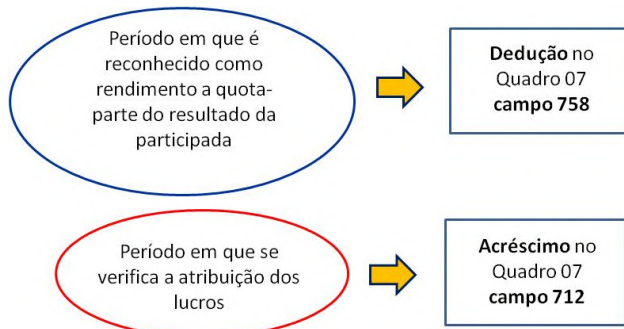 Período em que é
reconhecido como
rendimento a quota-
parte do resultado da
participada
Dedução no
Quadro 07
campo 758
Período em que se
verifica a atribuição dos
lucros
Acréscimo no
Quadro 07
campo 712